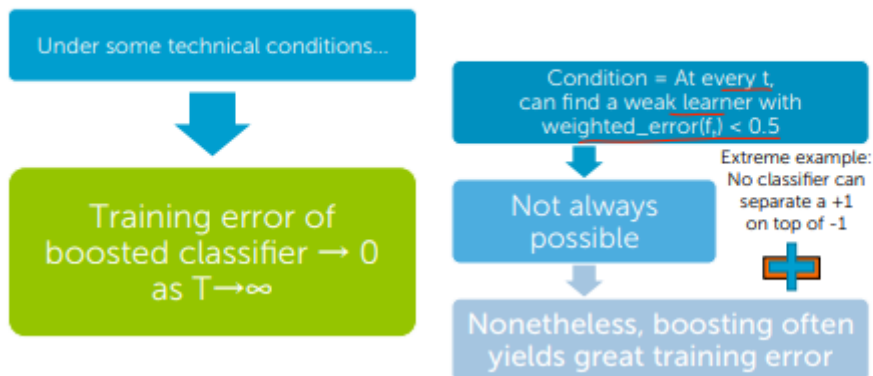 Under some technical conditions...
Training error of
boosted classifier → 0
as T→∞
Condition = At every t,
can find a weak learner with
weighted_error(fₜ) < 0.5
Not always
possible
Extreme example:
No classifier can
separate a +1
on top of -1
Nonetheless, boosting often
yields great training error